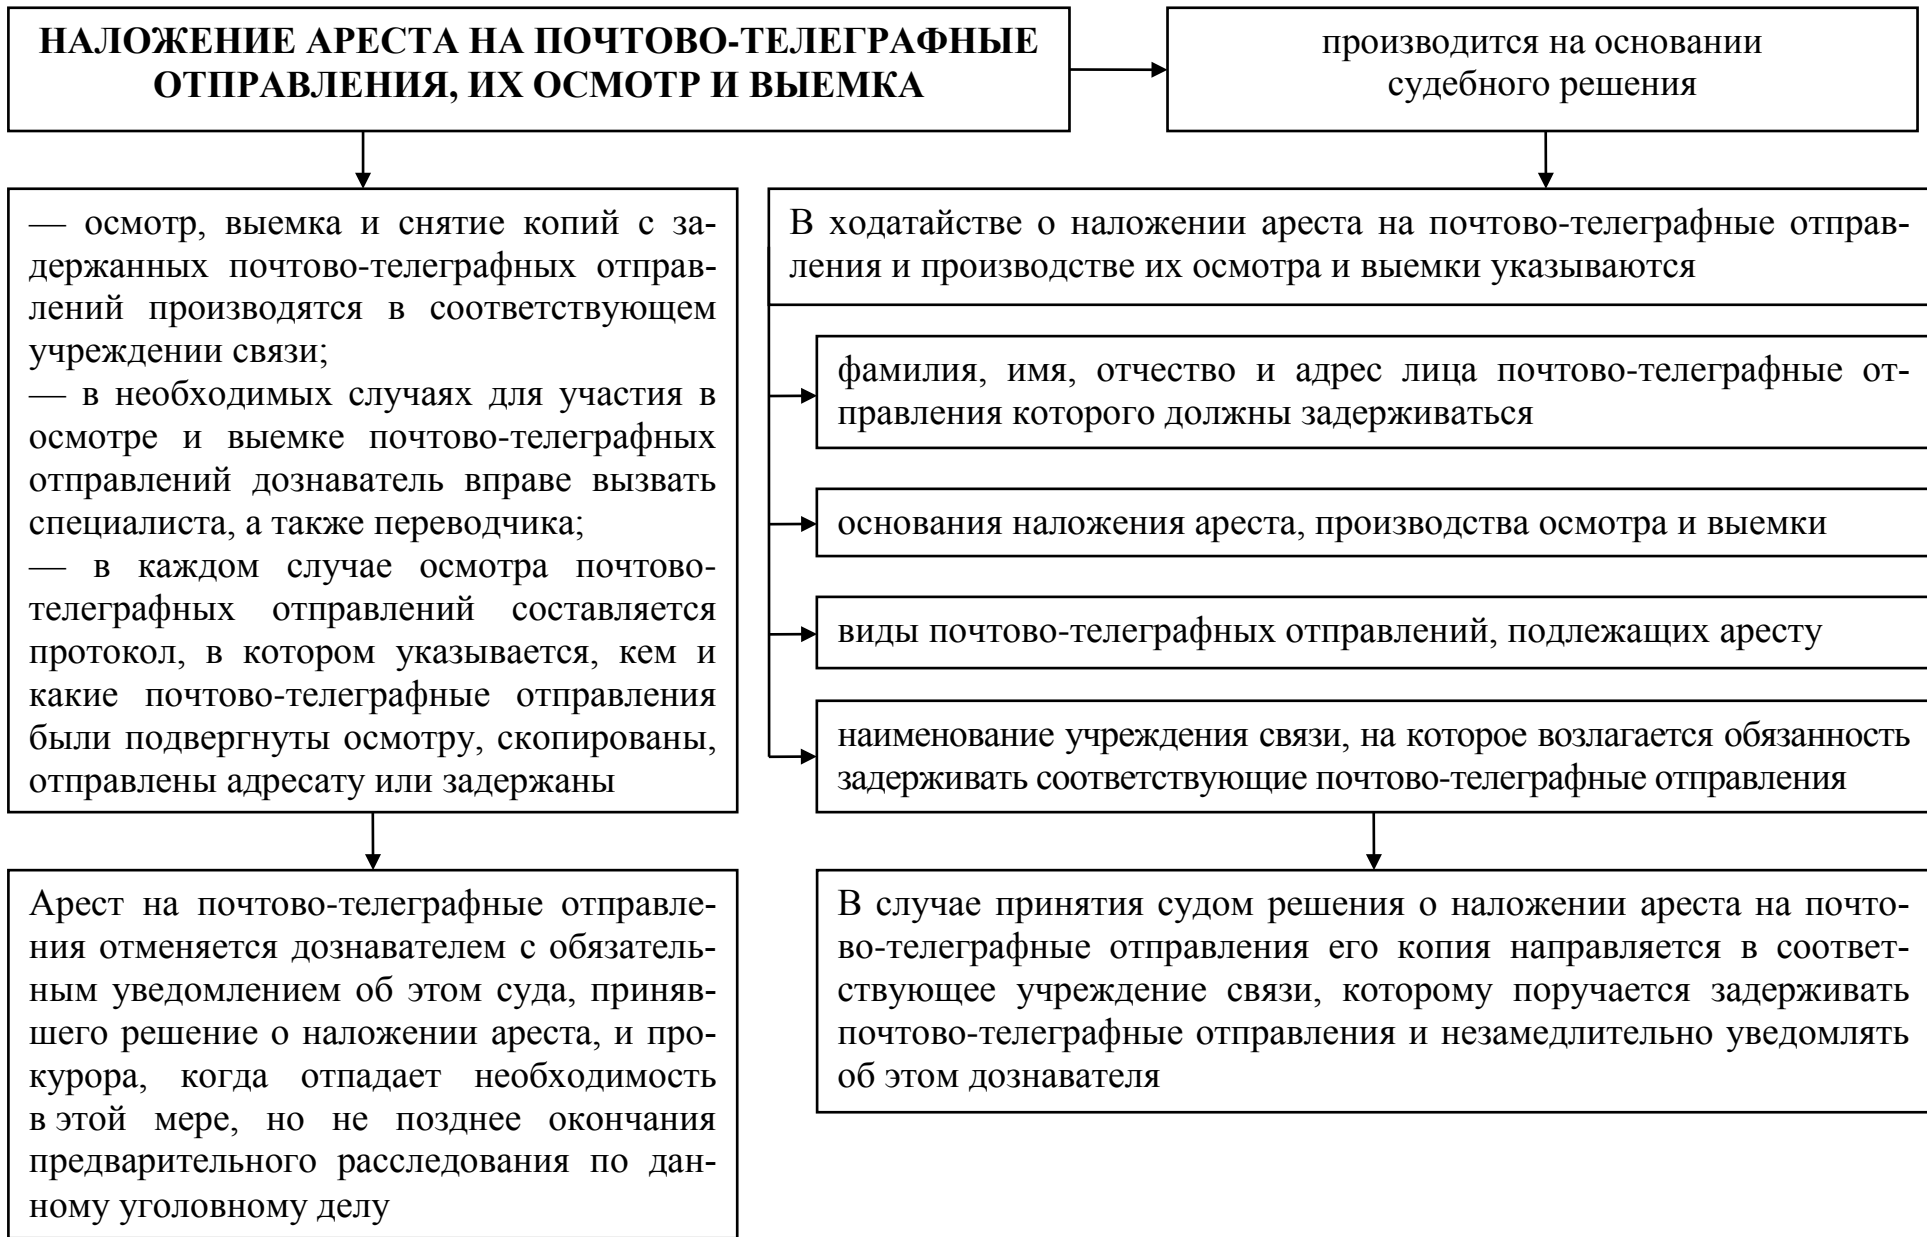 НАЛОЖЕНИЕ АРЕСТА НА ПОЧТОВО-ТЕЛЕГРАФНЫЕ
ОТПРАВЛЕНИЯ, ИХ ОСМОТР И ВЫЕМКА
производится на основании
судебного решения
— осмотр, выемка и снятие копий с за-
держанных почтово-телеграфных отправ-
лений производятся в соответствующем
учреждении связи;
— в необходимых случаях для участия в
осмотре и выемке почтово-телеграфных
отправлений дознаватель вправе вызвать
специалиста, а также переводчика;
— в каждом случае осмотра почтово-
телеграфных отправлений составляется
протокол, в котором указывается, кем и
какие почтово-телеграфные отправления
были подвергнуты осмотру, скопированы,
отправлены адресату или задержаны
Арест на почтово-телеграфные отправле-
ния отменяется дознавателем с обязатель-
ным уведомлением об этом суда, приняв-
шего решение о наложении ареста, и про-
курора, когда отпадает необходимость
в этой мере, но не позднее окончания
предварительного расследования по дан-
ному уголовному делу
В ходатайстве о наложении ареста на почтово-телеграфные отправ-
ления и производстве их осмотра и выемки указываются
фамилия, имя, отчество и адрес лица почтово-телеграфные от-
правления которого должны задерживаться
основания наложения ареста, производства осмотра и выемки
виды почтово-телеграфных отправлений, подлежащих аресту
наименование учреждения связи, на которое возлагается обязанность
задерживать соответствующие почтово-телеграфные отправления
В случае принятия судом решения о наложении ареста на почто-
во-телеграфные отправления его копия направляется в соответ-
ствующее учреждение связи, которому поручается задерживать
почтово-телеграфные отправления и незамедлительно уведомлять
об этом дознавателя